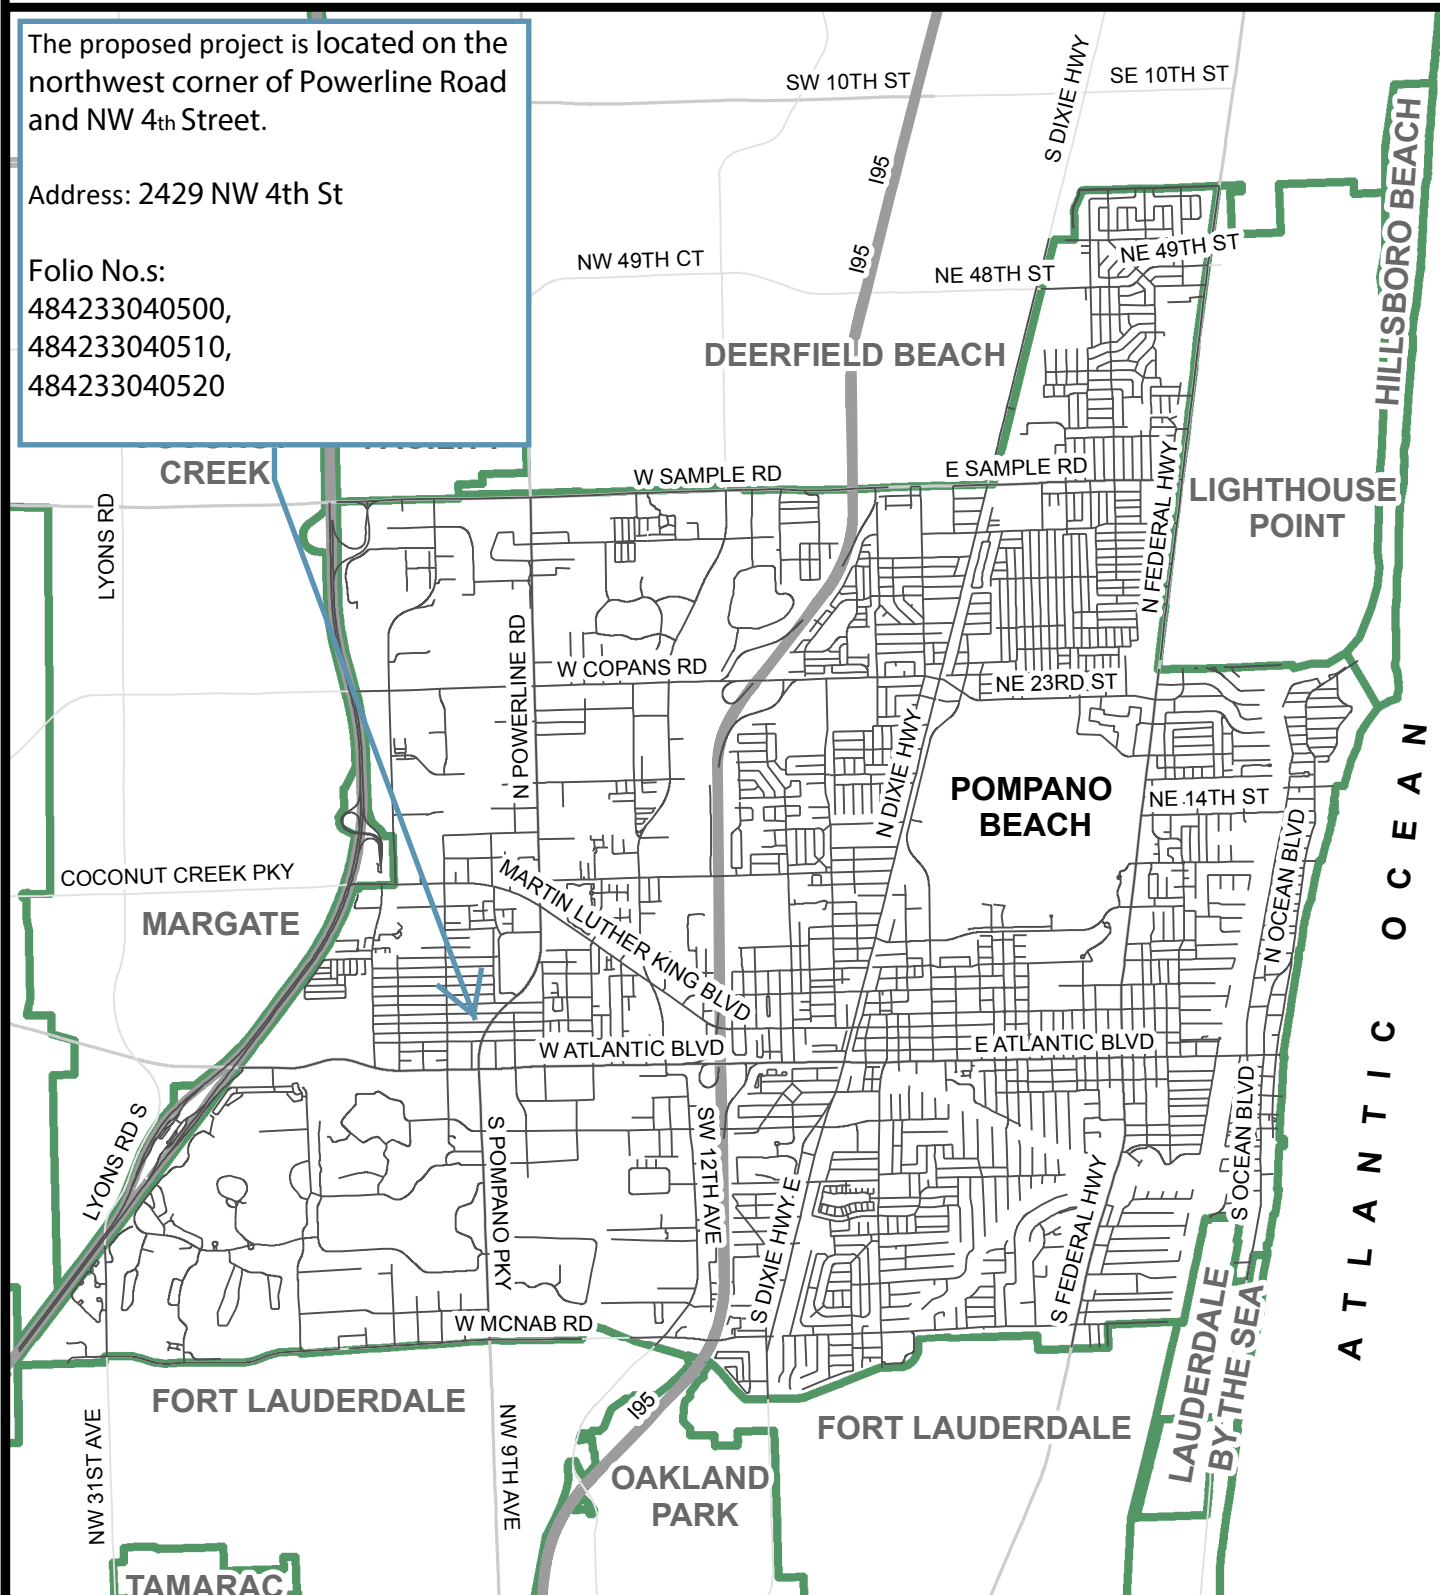 The proposed project is located on the
northwest corner of Powerline Road
and NW 4th Street.
Address: 2429 NW 4th St
Folio No.s:
484233040500,
484233040510,
484233040520
SW 10TH ST
SE 10TH ST
S DIXIE HWY
I95
I95
HILLSBORO BEACH
NW 49TH CT
NE 48TH ST
NE 49TH ST
DEERFIELD BEACH
CREEK
W SAMPLE RD
E SAMPLE RD
LYONS RD
N FEDERAL HWY
LIGHTHOUSE
POINT
N POWERLINE RD
W COPANS RD
NE 23RD ST
N DIXIE HWY
POMPANO
BEACH
NE 14TH ST
N OCEAN BLVD
ATLANTIC OCEAN
COCONUT CREEK PKY
MARGATE
MARTIN LUTHER KING BLVD
W ATLANTIC BLVD
E ATLANTIC BLVD
LYONS RD S
S POMPANO PKY
SW 12TH AVE
S DIXIE HWY E
S FEDERAL HWY
S OCEAN BLVD
W MCNAB RD
LAUDERDALE
BY THE SEA
FORT LAUDERDALE
FORT LAUDERDALE
I95
NW 31ST AVE
NW 9TH AVE
OAKLAND
PARK
TAMARAC